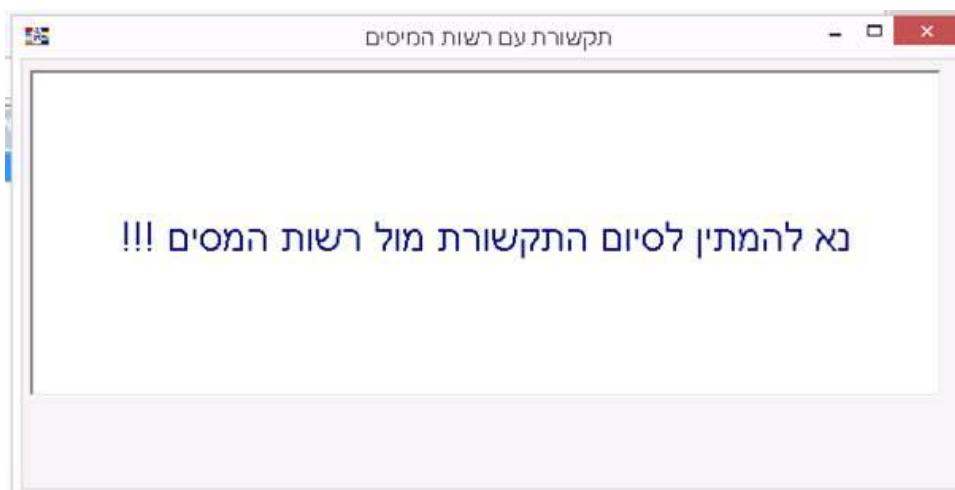 תקשורת עם רשות המיסים
נא להמתין לסיום התקשורת מול רשות המסים !!!